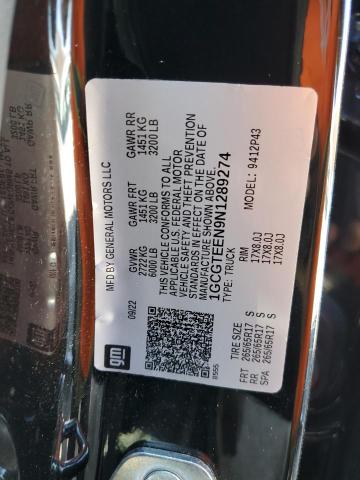 MFD BY GENERAL MOTORS LLC
09/22 GVWR GAWR FRT GAWR RR
2722 KG 1451 KG 1451 KG
6000 LB 3200 LB 3200 LB
THIS VEHICLE CONFORMS TO ALL
APPLICABLE U.S. FEDERAL MOTOR
VEHICLE SAFETY AND THEFT PREVENTION
STANDARDS IN EFFECT ON THE DATE OF
MANUFACTURE SHOWN ABOVE.
1GCGTEEN9N1289274
TYPE: TRUCK MODEL: 9412P43
TIRE SIZE RIM
FRT 265/65R17 S 17X8.0J
RR 265/65R17 S 17X8.0J
SPA 265/65R17 S 17X8.0J
gm